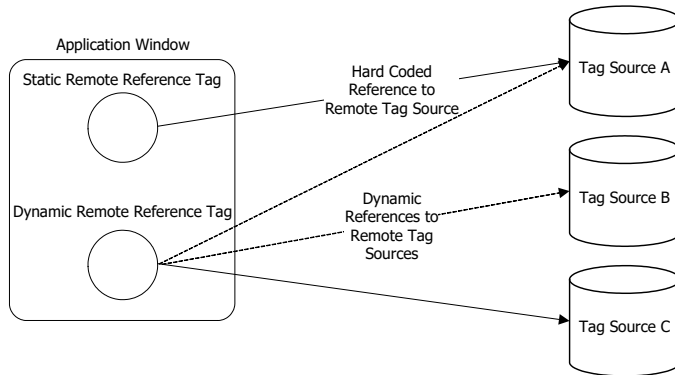 Application Window
Static Remote Reference Tag
Hard Coded
Reference to
Remote Tag Source
Tag Source A
Dynamic Remote Reference Tag
Dynamic
References to
Remote Tag
Sources
Tag Source B
Tag Source C